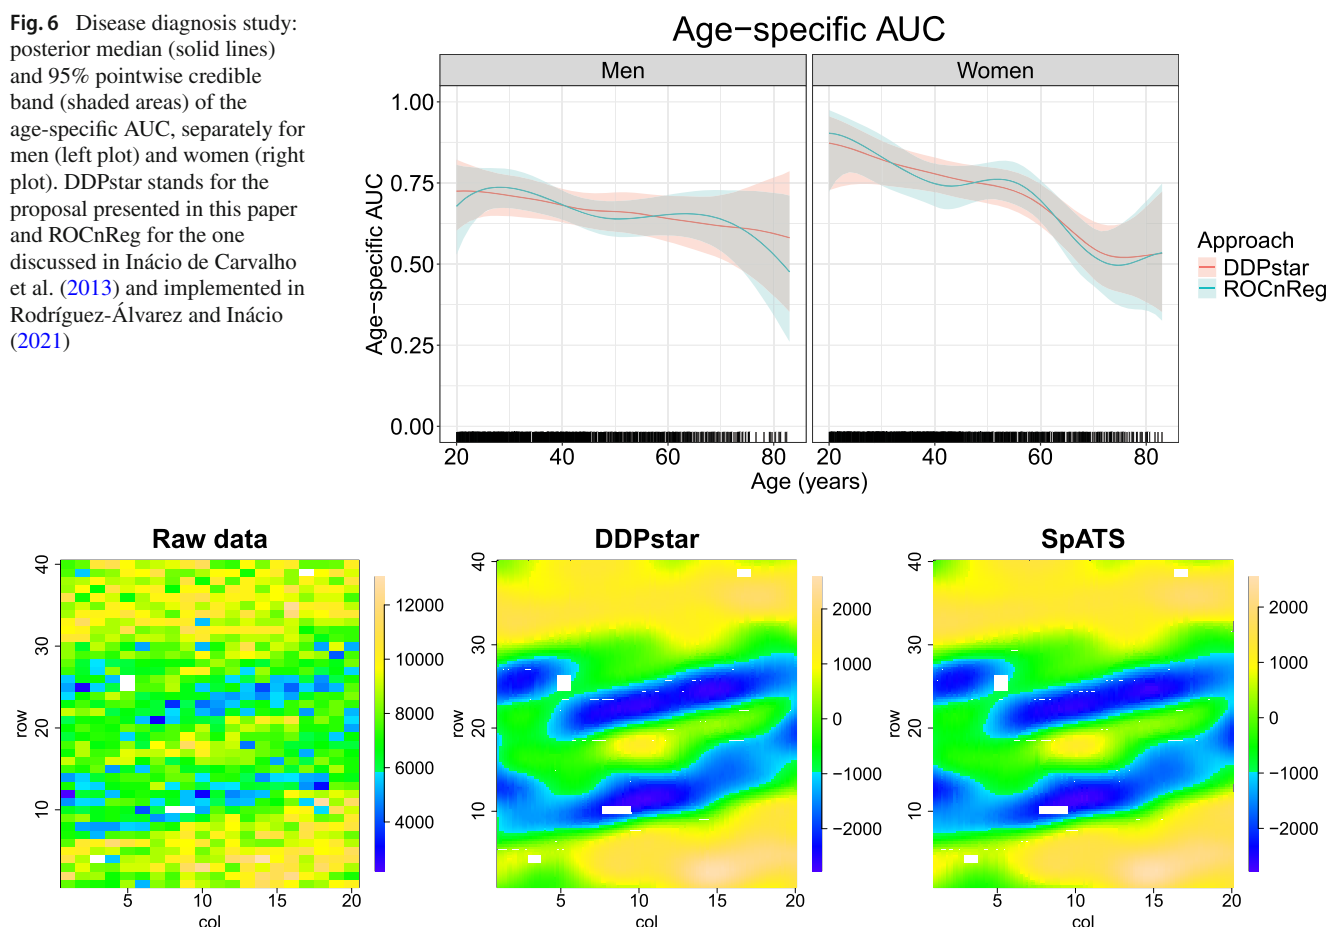 Fig. 6 Disease diagnosis study:
posterior median (solid lines)
and 95% pointwise credible
band (shaded areas) of the
age-specific AUC, separately for
men (left plot) and women (right
plot). DDPstar stands for the
proposal presented in this paper
and ROCnReg for the one
discussed in Inácio de Carvalho
et al. (2013) and implemented in
Rodríguez-Álvarez and Inácio
(2021)
Age−specific AUC
Men
Women
Age−specific AUC
1.00
0.75
0.50
0.25
0.00
20 40 60 80
20 40 60 80
Age (years)
Approach
DDPstar
ROCnReg
Raw data
row
40
30
20
10
5 10 15 20
col
12000
10000
8000
6000
4000
DDPstar
row
40
30
20
10
5 10 15 20
col
2000
1000
0
−1000
−2000
SpATS
row
40
30
20
10
5 10 15 20
col
2000
1000
0
−1000
−2000